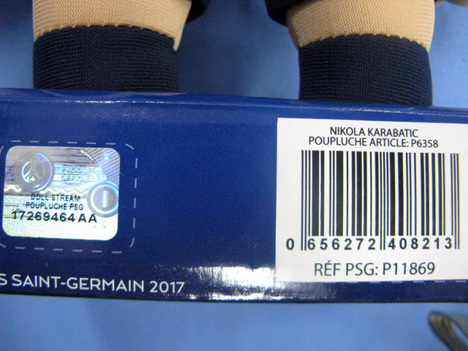 NIKOLA KARABATIC
POUPLUCHE ARTICLE: P6358
0 656272 408213
RÉF PSG: P11869
DOLL STREAM
POUPLUCHE PSG
17269464 AA
S SAINT-GERMAIN 2017